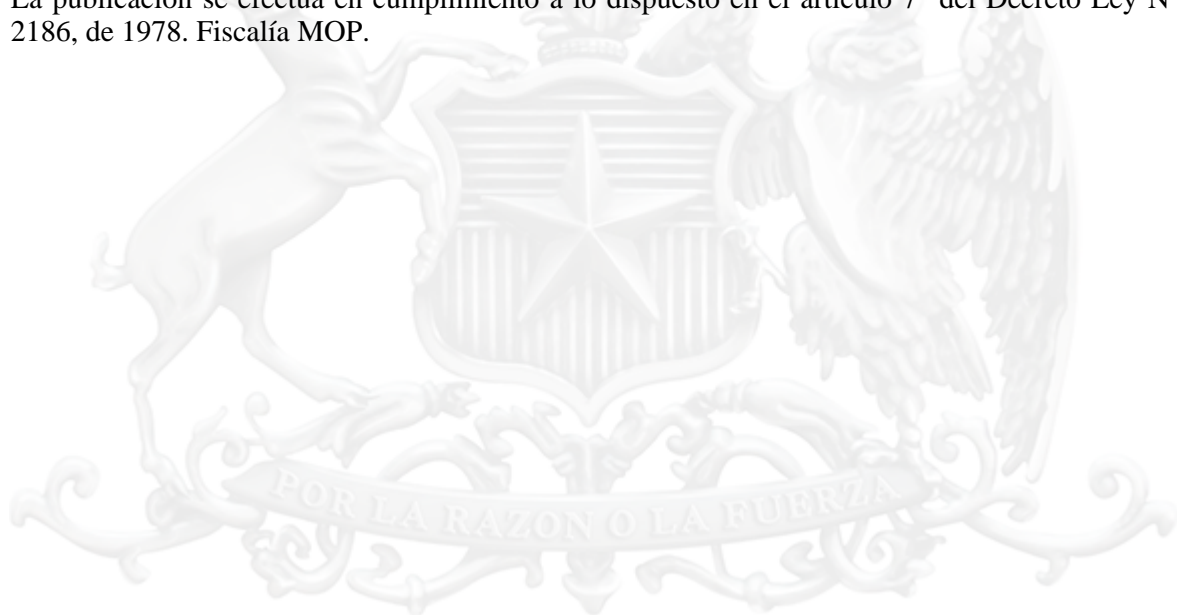 La publicación se efectúa en cumplimiento a lo dispuesto en el artículo 7° del Decreto Ley N°
2186, de 1978. Fiscalía MOP.
POR LA RAZON O LA FUERZA